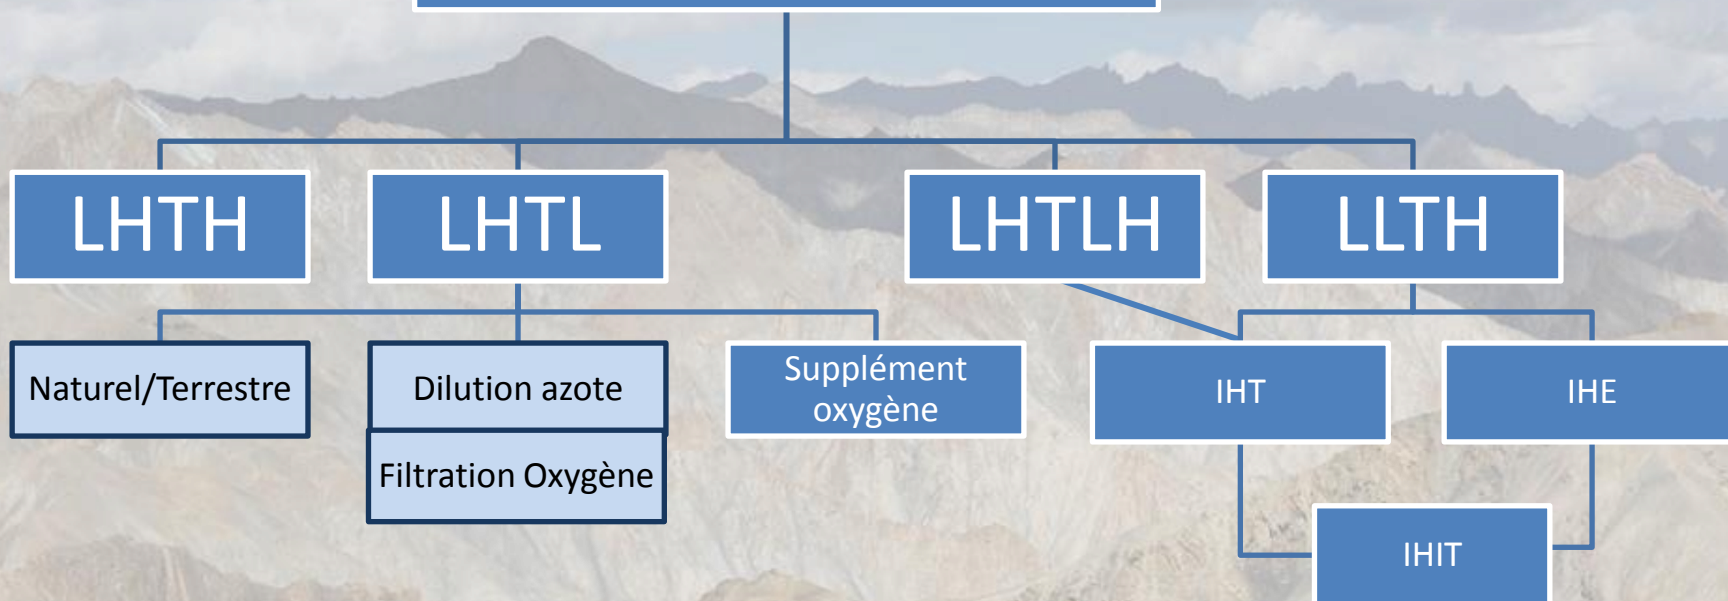 LHTH
LHTL
LHTLH
LLTH
Naturel/Terrestre
Dilution azote
Filtration Oxygène
Supplément
oxygène
IHT
IHE
IHIT